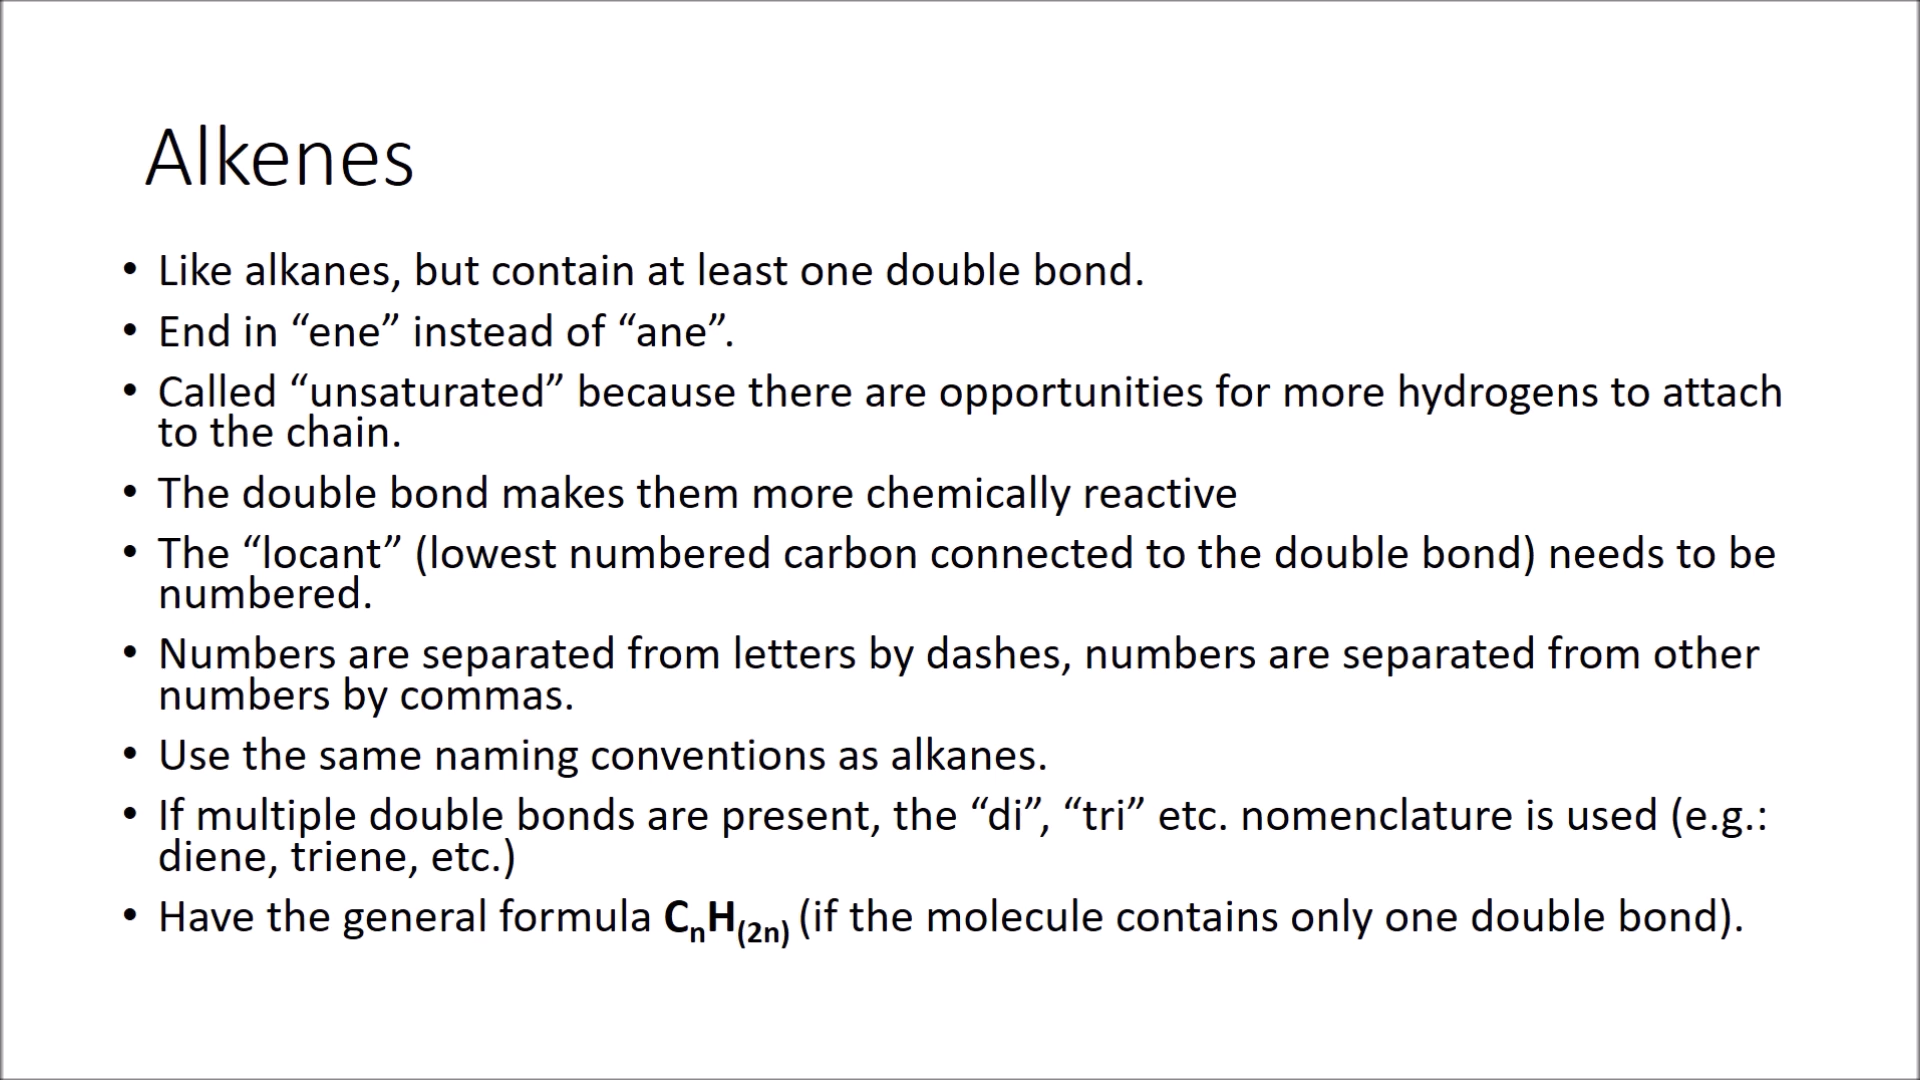 Alkenes
• Like alkanes, but contain at least one double bond.
• End in “ene” instead of “ane”.
• Called “unsaturated” because there are opportunities for more hydrogens to attach
to the chain.
• The double bond makes them more chemically reactive
• The “locant” (lowest numbered carbon connected to the double bond) needs to be
numbered.
• Numbers are separated from letters by dashes, numbers are separated from other
numbers by commas.
• Use the same naming conventions as alkanes.
• If multiple double bonds are present, the “di”, “tri” etc. nomenclature is used (e.g.:
diene, triene, etc.)
• Have the general formula CnH(2n) (if the molecule contains only one double bond).